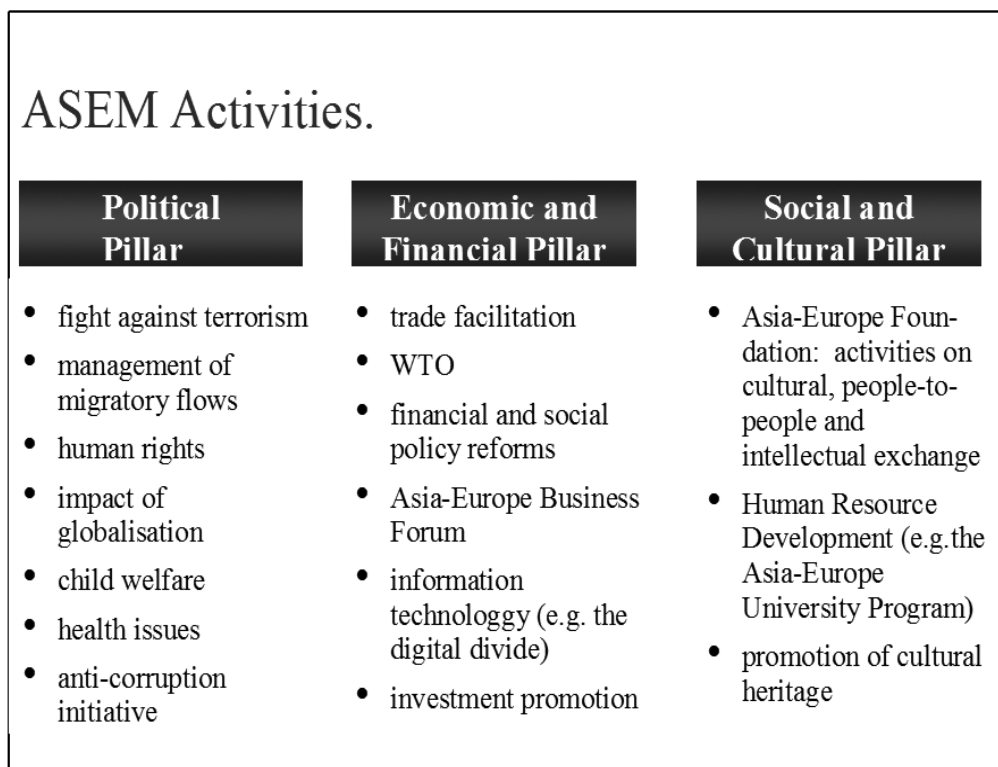 ASEM Activities.
Political
Pillar
• fight against terrorism
• management of
migratory flows
• human rights
• impact of
globalisation
• child welfare
• health issues
• anti-corruption
initiative
Economic and
Financial Pillar
• trade facilitation
• WTO
• financial and social
policy reforms
• Asia-Europe Business
Forum
• information
technologgy (e.g. the
digital divide)
• investment promotion
Social and
Cultural Pillar
• Asia-Europe Foun-
dation: activities on
cultural, people-to-
people and
intellectual exchange
• Human Resource
Development (e.g.the
Asia-Europe
University Program)
• promotion of cultural
heritage